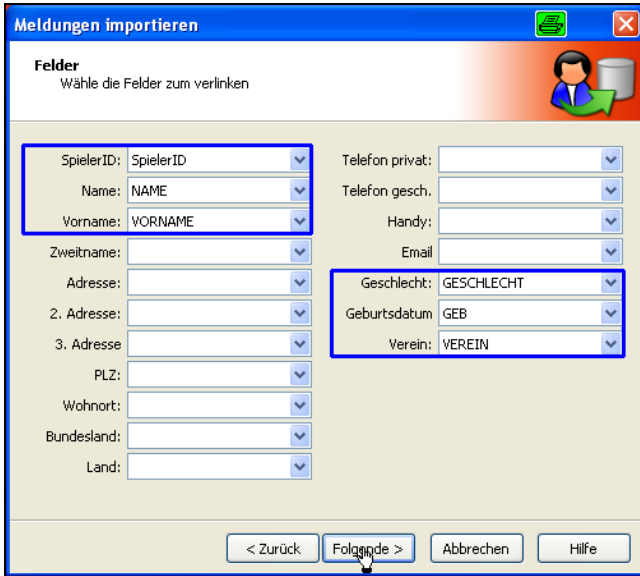 Meldungen importieren
Felder
Wähle die Felder zum verlinken
SpielerID: SpielerID
Name: NAME
Vorname: VORNAME
Zweitname:
Adresse:
2. Adresse:
3. Adresse
PLZ:
Wohnort:
Bundesland:
Land:
Telefon privat:
Telefon gesch.
Handy:
Email
Geschlecht: GESCHLECHT
Geburtsdatum GEB
Verein: VEREIN
< Zurück Folgende > Abbrechen Hilfe